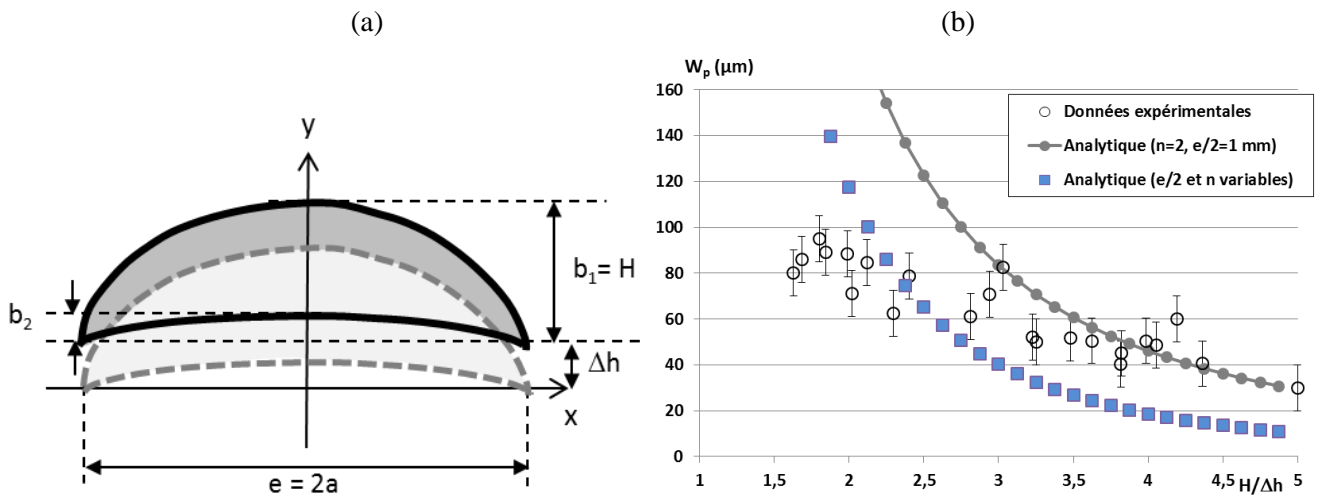 (a)
(b)
y
b₁= H
b₂
Δh
x
e = 2a
Wₚ (µm)
160
140
120
100
80
60
40
20
0
1
1,5
2
2,5
3
3,5
4
4,5
5
H/Δh
Données expérimentales
Analytique (n=2, e/2=1 mm)
Analytique (e/2 et n variables)